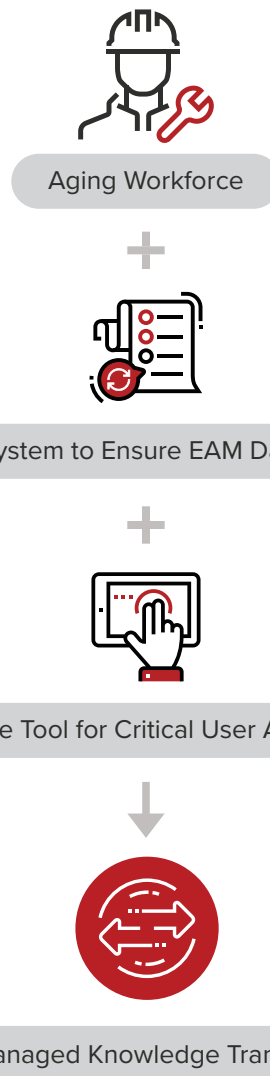 Aging Workforce
ystem to Ensure EAM Da
e Tool for Critical User A
anaged Knowledge Tran